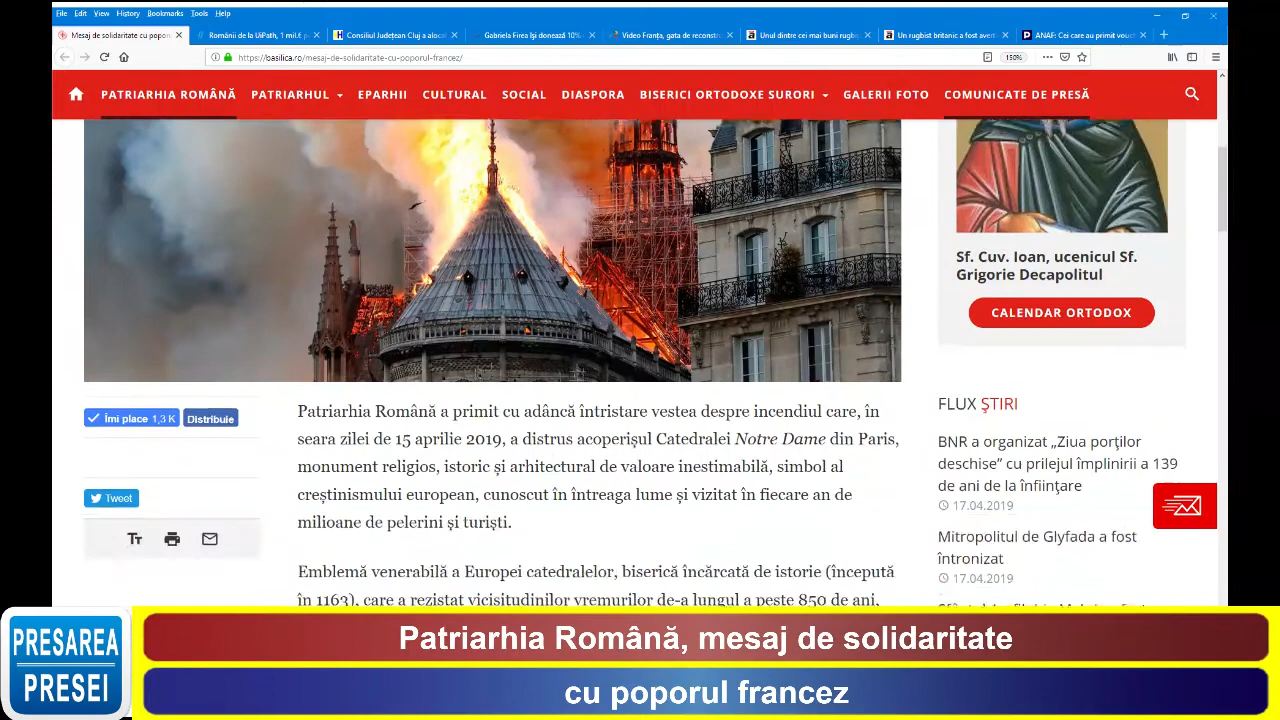 File Edit View History Bookmarks Tools Help
Mesaj de solidaritate cu popor
Românii de la UiPath, 1 mil.€ p
Consiliul Județean Cluj a aloca
Gabriela Firea își donează 10%
Video Franța, gata de reconstr
Unul dintre cei mai buni rugbi
Un rugbist britanic a fost avert
ANAF: Cei care au primit vouch
https://basilica.ro/mesaj-de-solidaritate-cu-poporul-francez/
150%
PATRIARHIA ROMÂNĂ PATRIARHUL EPARHII CULTURAL SOCIAL DIASPORA BISERICI ORTODOXE SURORI GALERII FOTO COMUNICATE DE PRESĂ
Sf. Cuv. Ioan, ucenicul Sf.
Grigorie Decapolitul
CALENDAR ORTODOX
Îmi place 1,3 K Distribuie
Tweet
Tт
Patriarhia Română a primit cu adâncă întristare vestea despre incendiul care, în
seara zilei de 15 aprilie 2019, a distrus acoperișul Catedralei Notre Dame din Paris,
monument religios, istoric și arhitectural de valoare inestimabilă, simbol al
creștinismului european, cunoscut în întreaga lume și vizitat în fiecare an de
milioane de pelerini și turiști.
Emblemă venerabilă a Europei catedralelor, biserică încărcată de istorie (începută
în 1163), care a rezistat vicisitudinilor vremurilor de-a lungul a peste 850 de ani,
FLUX ŞTIRI
BNR a organizat „Ziua porţilor
deschise” cu prilejul împlinirii a 139
de ani de la înfiinţare
17.04.2019
Mitropolitul de Glyfada a fost
întronizat
17.04.2019
PRESAREA
PRESEI
Patriarhia Română, mesaj de solidaritate
cu poporul francez